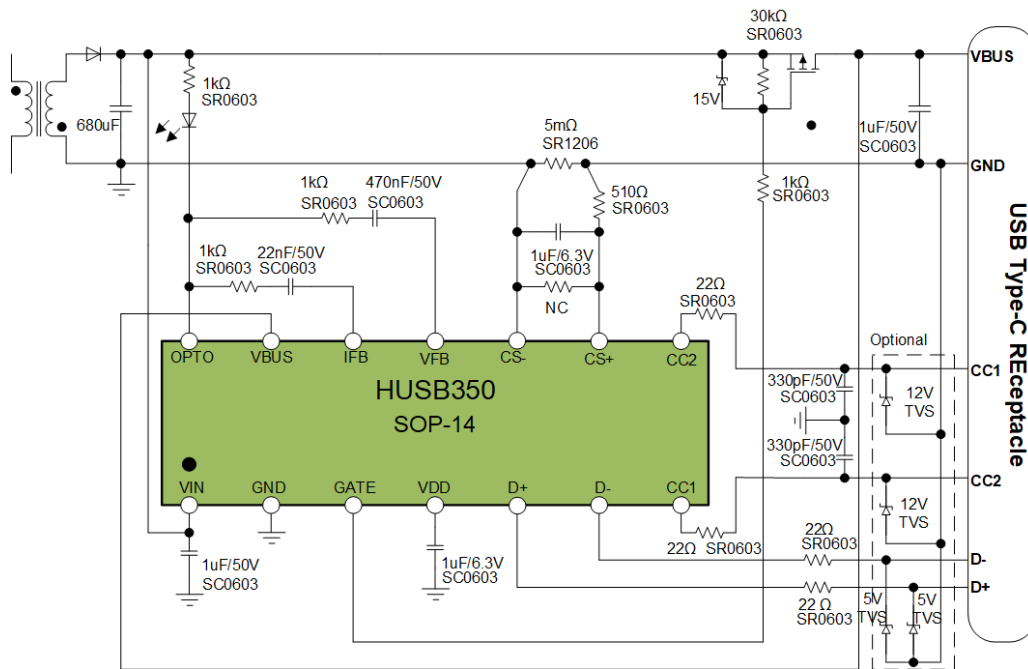 30kΩ
SR0603
VBUS
1kΩ
SR0603
15V
680uF
5mΩ
SR1206
1uF/50V
SC0603
GND
1kΩ
SR0603
470nF/50V
SC0603
510Ω
SR0603
1kΩ
SR0603
USB Type-C REceptacle
1kΩ
SR0603
22nF/50V
SC0603
1uF/6.3V
SC0603
22Ω
SR0603
NC
OPTO
VBUS
IFB
VFB
CS-
CS+
CC2
Optional
CC1
HUSB350
SOP-14
330pF/50V
SC0603
12V
TVS
330pF/50V
SC0603
CC2
VIN
GND
GATE
VDD
D+
D-
CC1
12V
TVS
22Ω
SR0603
22Ω SR0603
1uF/50V
SC0603
1uF/6.3V
SC0603
D-
D+
22 Ω
SR0603
5V
TVS
5V
TVS